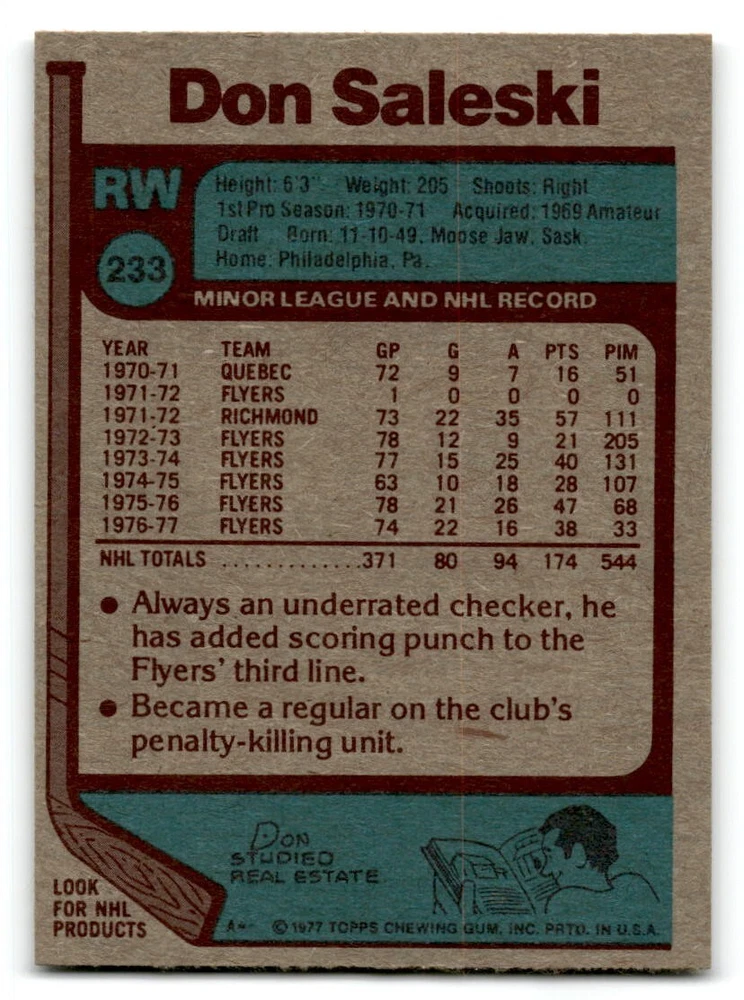 Don Saleski
RW
Height: 6'3" Weight: 205 Shoots: Right
1st Pro Season: 1970-71 Acquired: 1969 Amateur
Draft Born: 11-10-49, Moose Jaw, Sask.
Home: Philadelphia, Pa.
233
MINOR LEAGUE AND NHL RECORD
YEAR TEAM GP G A PTS PIM
1970-71 QUEBEC 72 9 7 16 51
1971-72 FLYERS 1 0 0 0 0
1971-72 RICHMOND 73 22 35 57 111
1972-73 FLYERS 78 12 9 21 205
1973-74 FLYERS 77 15 25 40 131
1974-75 FLYERS 63 10 18 28 107
1975-76 FLYERS 78 21 26 47 68
1976-77 FLYERS 74 22 16 38 33
NHL TOTALS .............371 80 94 174 544
● Always an underrated checker, he
has added scoring punch to the
Flyers' third line.
● Became a regular on the club's
penalty-killing unit.
DON
STUDIED
REAL ESTATE
LOOK
FOR NHL
PRODUCTS
A** © 1977 TOPPS CHEWING GUM, INC. PRTD. IN U.S.A.